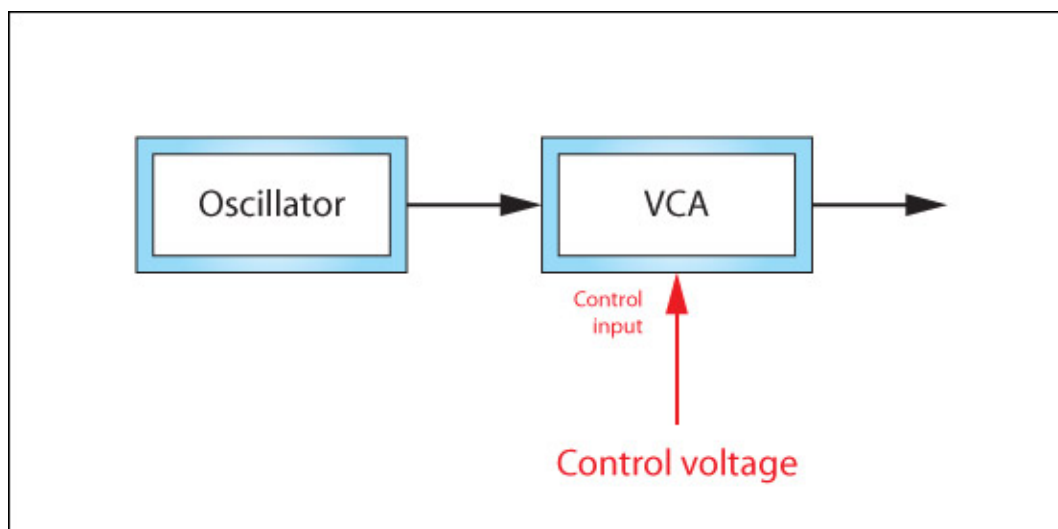 Oscillator
VCA
Control
input
Control voltage